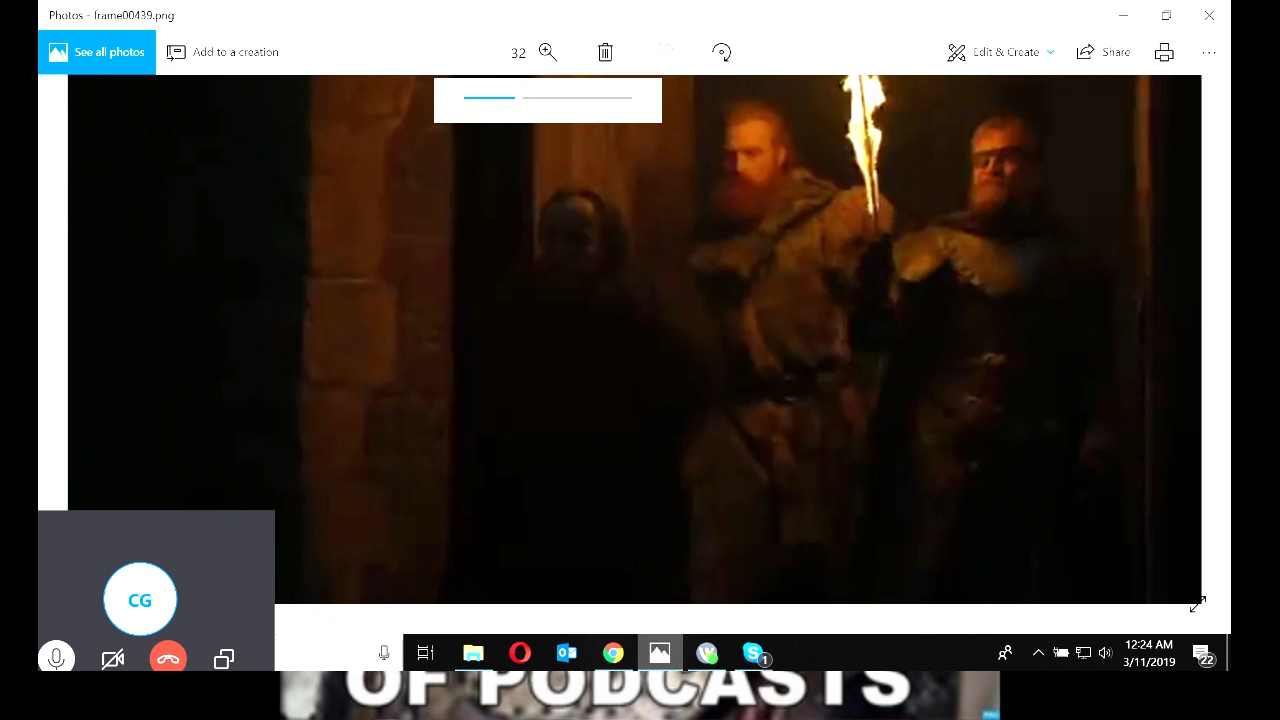 Photos - frame00439.png
See all photos
Add to a creation
32
Edit & Create
Share
CG
1
12:24 AM
3/11/2019
22
OF PODCASTS